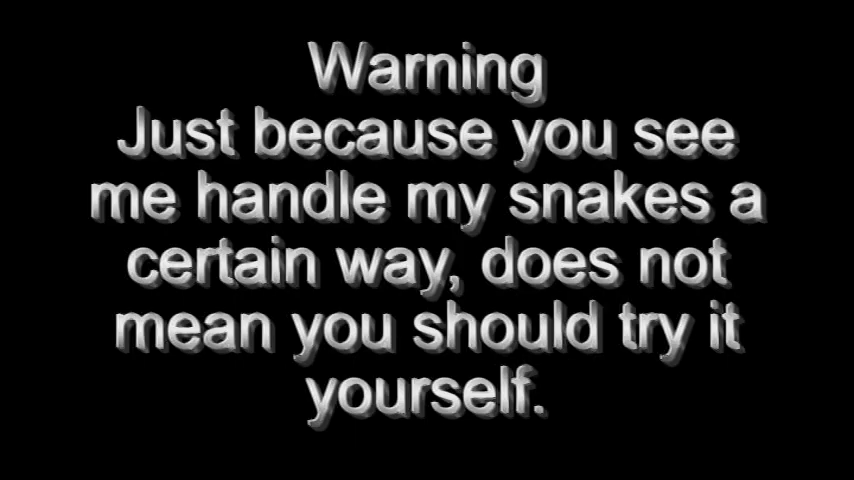 Warning
Just because you see
me handle my snakes a
certain way, does not
mean you should try it
yourself.